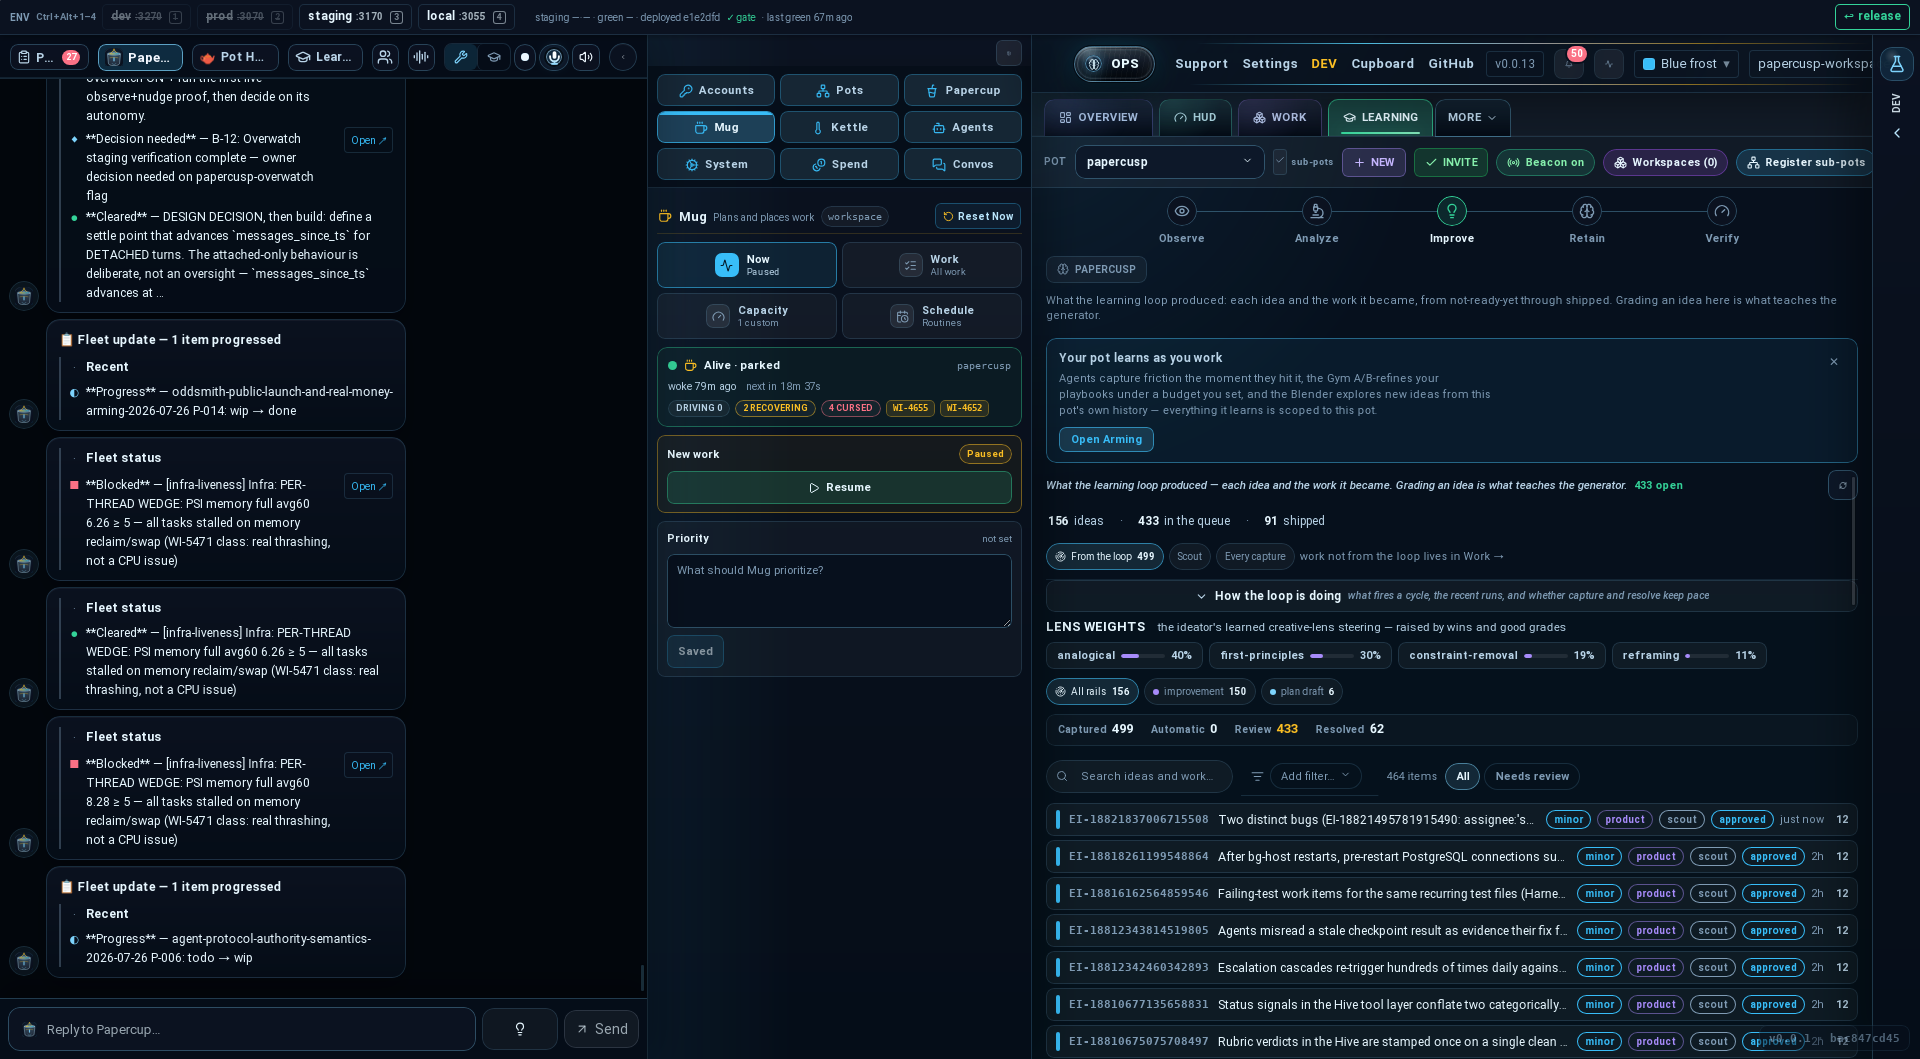 ENV Ctrl+Alt+1–4 dev :3270 1 prod :3070 2 staging :3170 3 local :3055 4 staging — — · green — · deployed e1e2dfd ✓ gate · last green 67m ago ↩ release
P… 27 Pape… Pot H… Lear…
overwatch ON + run the first live
observe+nudge proof, then decide on its
autonomy.
**Decision needed** — B-12: Overwatch
staging verification complete — owner
decision needed on papercusp-overwatch
flag
Open ↗
**Cleared** — DESIGN DECISION, then build: define a
settle point that advances `messages_since_ts` for
DETACHED turns. The attached-only behaviour is
deliberate, not an oversight — `messages_since_ts`
advances at …
📋 Fleet update — 1 item progressed
Recent
**Progress** — oddsmith-public-launch-and-real-money-
arming-2026-07-26 P-014: wip → done
Fleet status
**Blocked** — [infra-liveness] Infra: PER-
THREAD WEDGE: PSI memory full avg60
6.26 ≥ 5 — all tasks stalled on memory
reclaim/swap (WI-5471 class: real thrashing,
not a CPU issue)
Open ↗
Fleet status
**Cleared** — [infra-liveness] Infra: PER-THREAD
WEDGE: PSI memory full avg60 6.26 ≥ 5 — all tasks
stalled on memory reclaim/swap (WI-5471 class: real
thrashing, not a CPU issue)
Fleet status
**Blocked** — [infra-liveness] Infra: PER-
THREAD WEDGE: PSI memory full avg60
8.28 ≥ 5 — all tasks stalled on memory
reclaim/swap (WI-5471 class: real thrashing,
not a CPU issue)
Open ↗
📋 Fleet update — 1 item progressed
Recent
**Progress** — agent-protocol-authority-semantics-
2026-07-26 P-006: todo → wip
Reply to Papercup…
Send
Accounts Pots Papercup
Mug Kettle Agents
System Spend Convos
Mug Plans and places work workspace Reset Now
Now
Paused
Work
All work
Capacity
1 custom
Schedule
Routines
Alive · parked papercusp
woke 79m ago next in 18m 37s
DRIVING 0 2 RECOVERING 4 CURSED WI-4655 WI-4652
New work Paused
Resume
Priority not set
What should Mug prioritize?
Saved
OPS Support Settings DEV Cupboard GitHub v0.0.13 50 Blue frost ▾ papercusp-workspa
OVERVIEW HUD WORK LEARNING MORE
POT papercusp sub-pots NEW INVITE Beacon on Workspaces (0) Register sub-pots
Observe Analyze Improve Retain Verify
PAPERCUSP
What the learning loop produced: each idea and the work it became, from not-ready-yet through shipped. Grading an idea here is what teaches the
generator.
Your pot learns as you work
Agents capture friction the moment they hit it, the Gym A/B-refines your
playbooks under a budget you set, and the Blender explores new ideas from this
pot's own history — everything it learns is scoped to this pot.
Open Arming
What the learning loop produced — each idea and the work it became. Grading an idea is what teaches the generator. 433 open
156 ideas · 433 in the queue · 91 shipped
From the loop 499 Scout Every capture work not from the loop lives in Work →
How the loop is doing what fires a cycle, the recent runs, and whether capture and resolve keep pace
LENS WEIGHTS the ideator's learned creative-lens steering — raised by wins and good grades
analogical 40% first-principles 30% constraint-removal 19% reframing 11%
All rails 156 improvement 150 plan draft 6
Captured 499 Automatic 0 Review 433 Resolved 62
Search ideas and work… Add filter… 464 items All Needs review
EI-18821837006715508 Two distinct bugs (EI-18821495781915490: assignee:'s… minor product scout approved just now 12
EI-18818261199548864 After bg-host restarts, pre-restart PostgreSQL connections su… minor product scout approved 2h 12
EI-18816162564859546 Failing-test work items for the same recurring test files (Harne… minor product scout approved 2h 12
EI-18812343814519805 Agents misread a stale checkpoint result as evidence their fix f… minor product scout approved 2h 12
EI-18812342460342893 Escalation cascades re-trigger hundreds of times daily agains… minor product scout approved 2h 12
EI-18810677135658831 Status signals in the Hive tool layer conflate two categorically… minor product scout approved 2h 12
EI-18810675075708497 Rubric verdicts in the Hive are stamped once on a single clean … minor product scout approved 2h 12
DEV